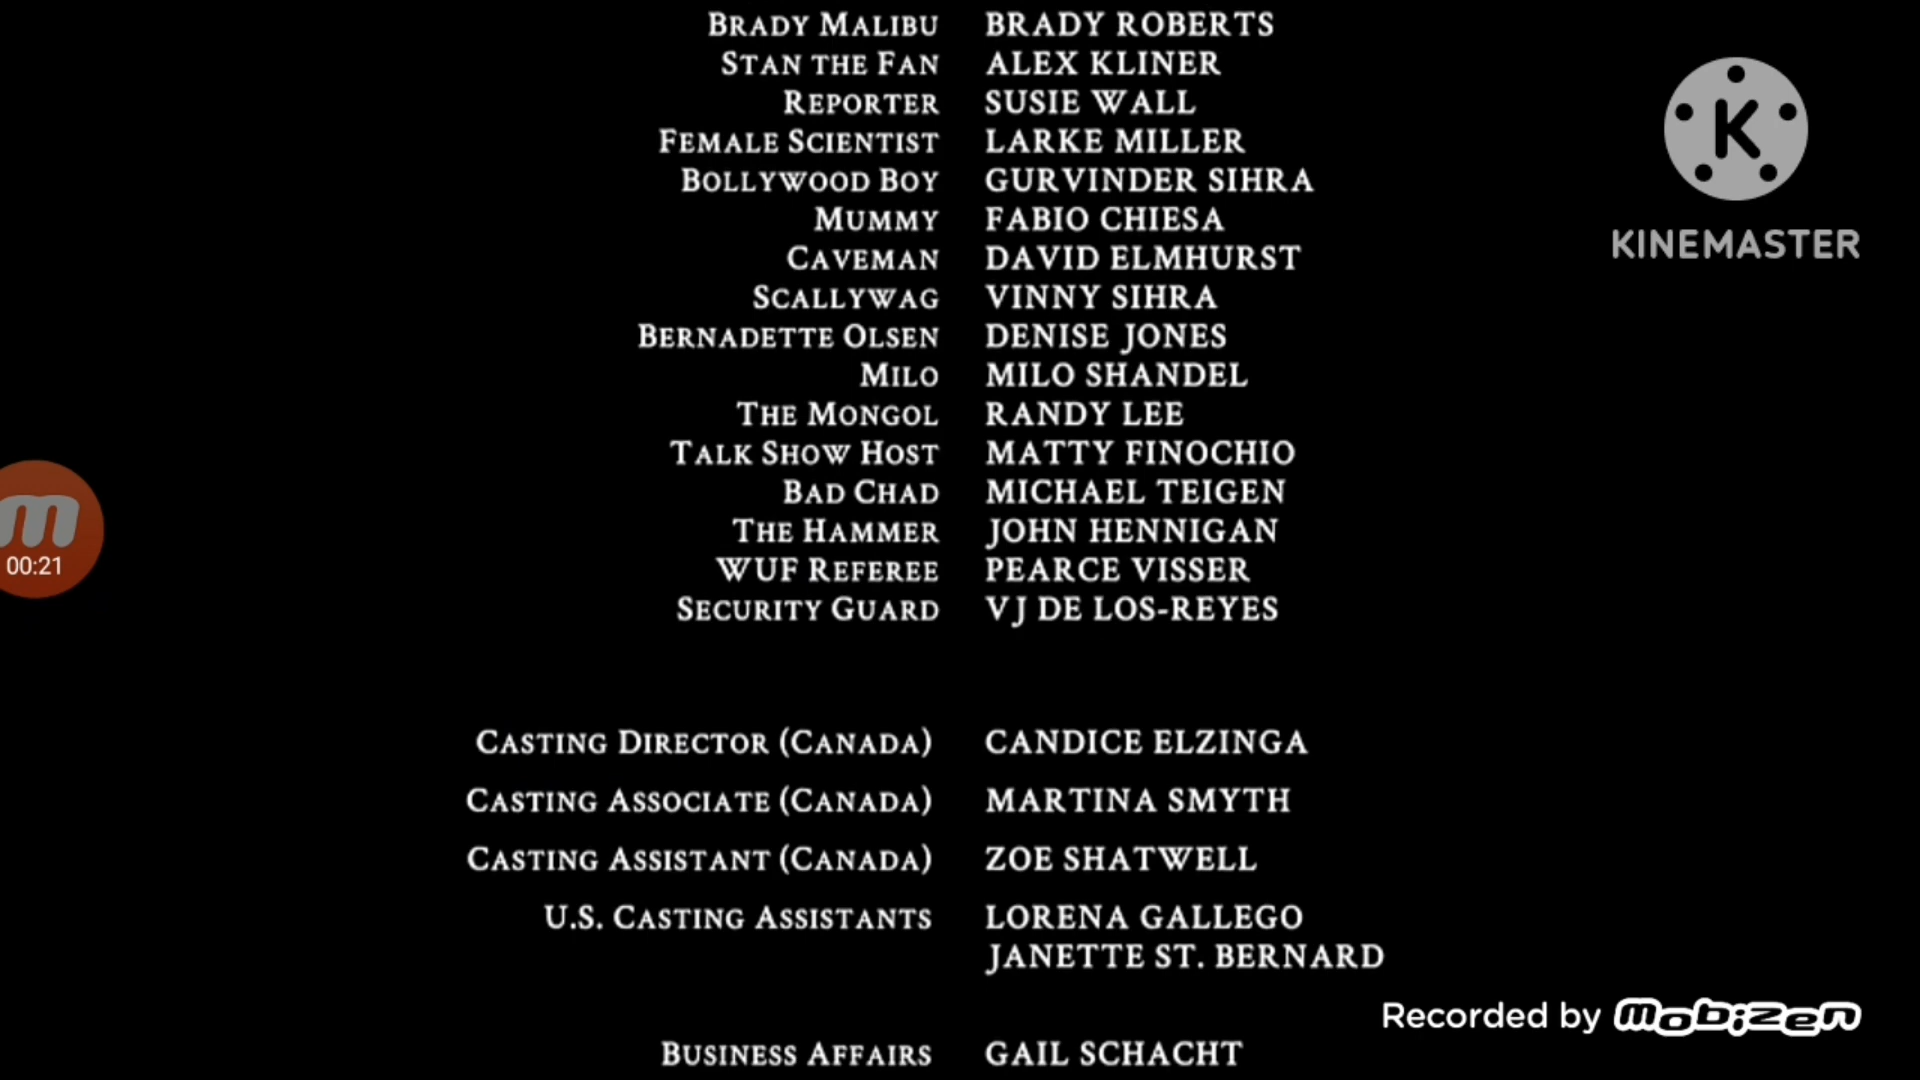 BRADY MALIBU BRADY ROBERTS
STAN THE FAN ALEX KLINER
REPORTER SUSIE WALL
FEMALE SCIENTIST LARKE MILLER
BOLLYWOOD BOY GURVINDER SIHRA
MUMMY FABIO CHIESA
CAVEMAN DAVID ELMHURST
SCALLYWAG VINNY SIHRA
BERNADETTE OLSEN DENISE JONES
MILO MILO SHANDEL
THE MONGOL RANDY LEE
TALK SHOW HOST MATTY FINOCHIO
BAD CHAD MICHAEL TEIGEN
THE HAMMER JOHN HENNIGAN
WUF REFEREE PEARCE VISSER
SECURITY GUARD VJ DE LOS-REYES
CASTING DIRECTOR (CANADA) CANDICE ELZINGA
CASTING ASSOCIATE (CANADA) MARTINA SMYTH
CASTING ASSISTANT (CANADA) ZOE SHATWELL
U.S. CASTING ASSISTANTS LORENA GALLEGO
JANETTE ST. BERNARD
BUSINESS AFFAIRS GAIL SCHACHT
K
KINEMASTER
m
00:21
Recorded by mobizen